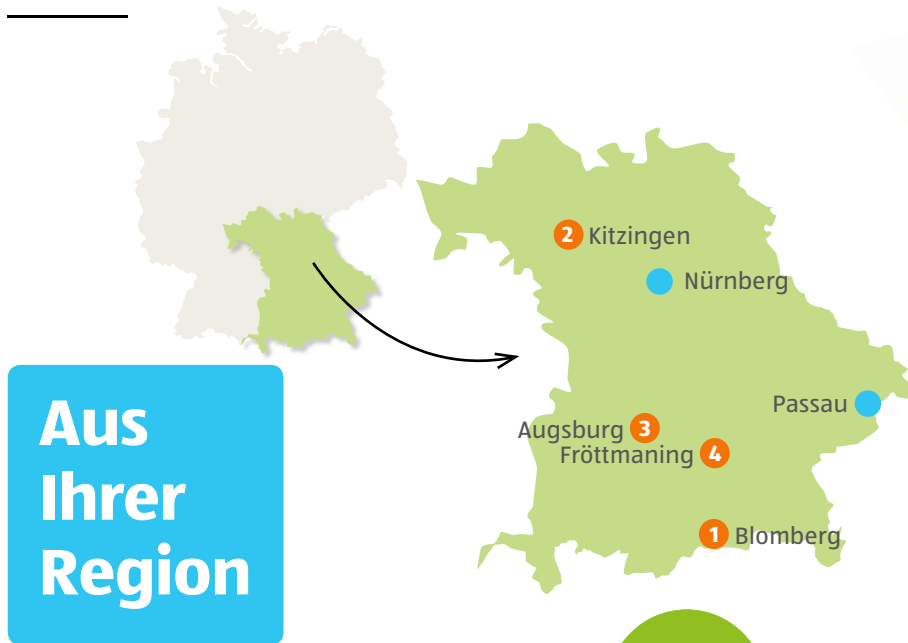 2 Kitzingen
Nürnberg
Passau
Augsburg 3
Fröttmaning 4
1 Blomberg
Aus
Ihrer
Region